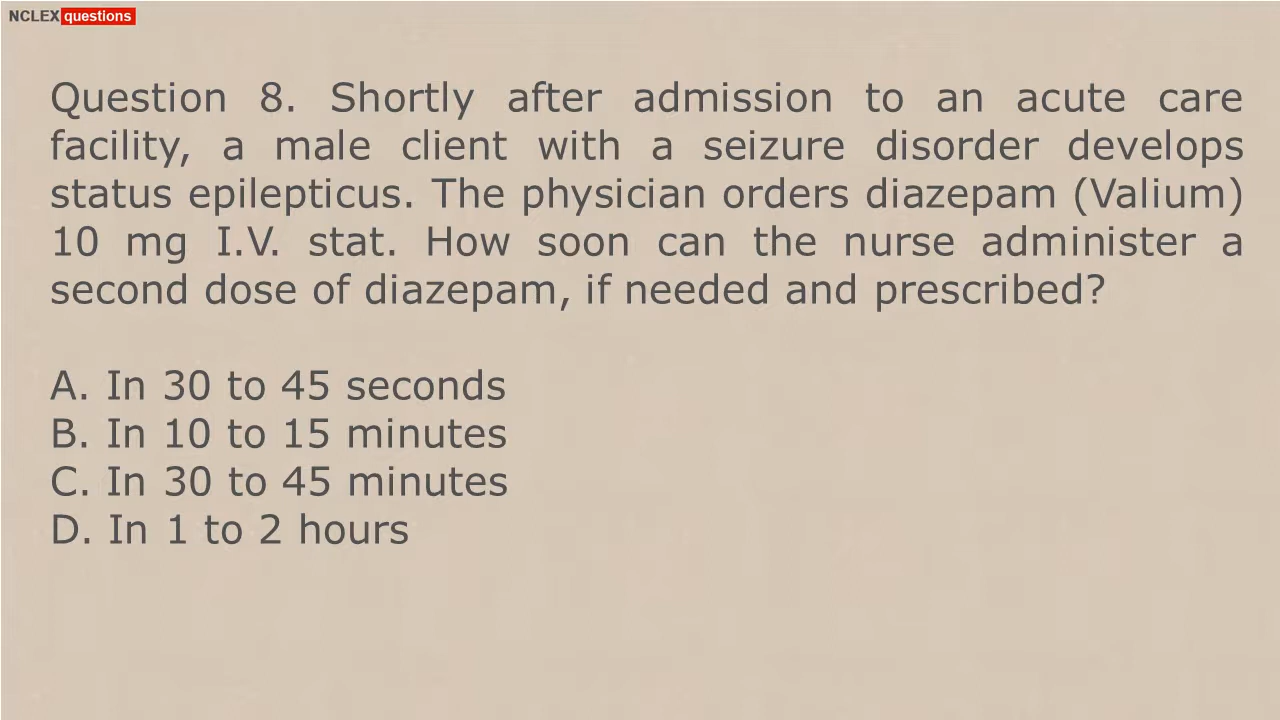 NCLEX questions
Question 8. Shortly after admission to an acute care
facility, a male client with a seizure disorder develops
status epilepticus. The physician orders diazepam (Valium)
10 mg I.V. stat. How soon can the nurse administer a
second dose of diazepam, if needed and prescribed?
A. In 30 to 45 seconds
B. In 10 to 15 minutes
C. In 30 to 45 minutes
D. In 1 to 2 hours